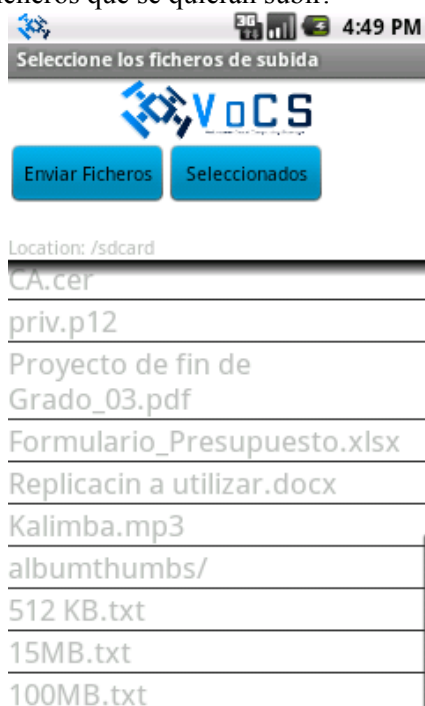 ficheros que se quieran subir.
3G 4:49 PM
Seleccione los ficheros de subida
VoCS
Enviar Ficheros Seleccionados
Location: /sdcard
CA.cer
priv.p12
Proyecto de fin de
Grado_03.pdf
Formulario_Presupuesto.xlsx
Replicacin a utilizar.docx
Kalimba.mp3
albumthumbs/
512 KB.txt
15MB.txt
100MB.txt